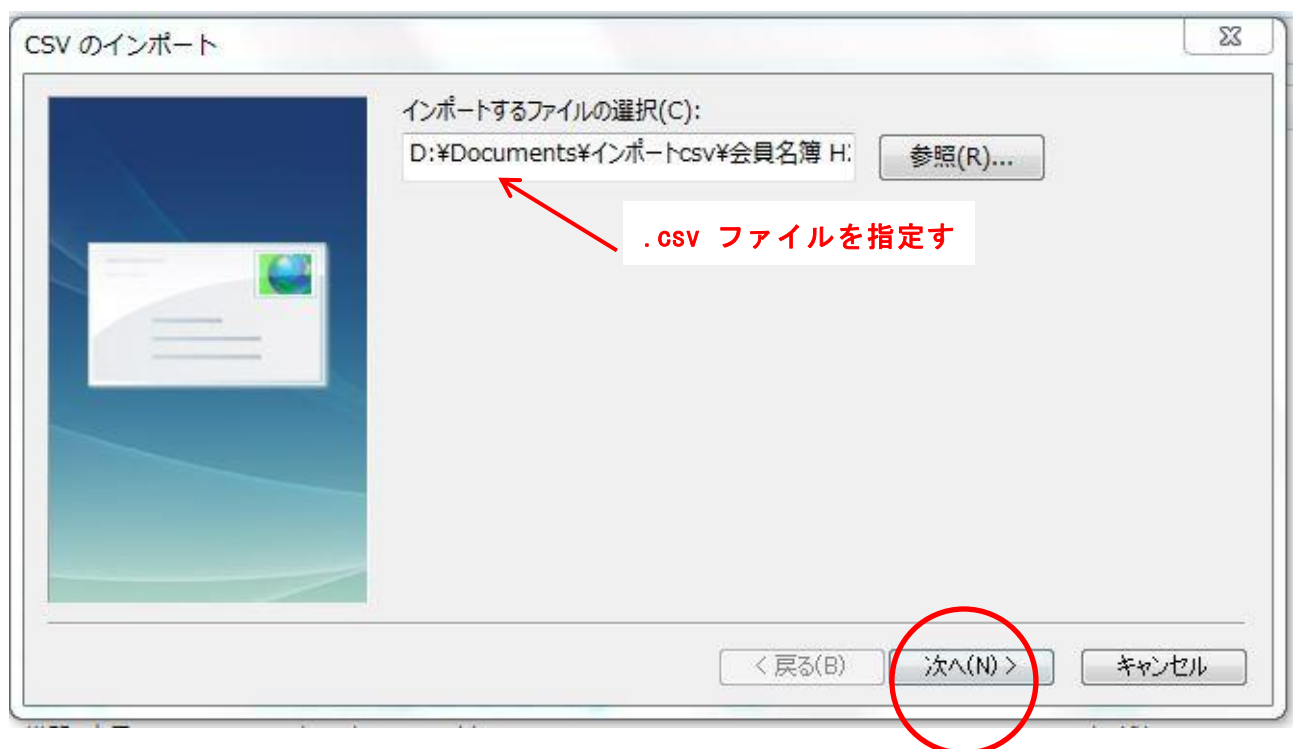 CSV のインポート
インポートするファイルの選択(C):
D:¥Documents¥インポートcsv¥会員名簿 H
参照(R)...
.csv ファイルを指定す
< 戻る(B)
次へ(N) >
キャンセル